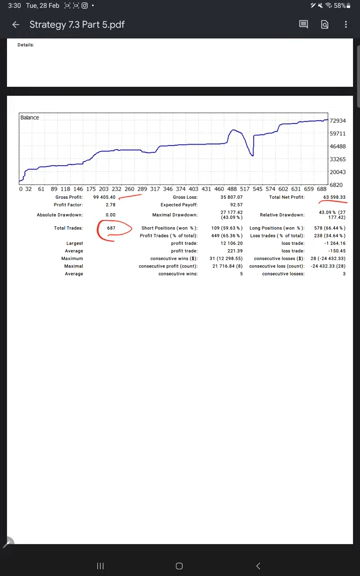 3:30 Tue, 28 Feb 58%
Strategy 7.3 Part 5.pdf
Details:
Balance
72934
59711
46488
33265
20043
6820
0 32 61 89 118 146 175 203 232 260 289 317 346 374 403 431 460 488 517 545 574 602 631 659 688
Gross Profit: 99 405.40 Gross Loss: 35 807.07 Total Net Profit: 63 598.33
Profit Factor: 2.78 Expected Payoff: 92.57
Absolute Drawdown: 0.00 Maximal Drawdown: 27 177.42 (43.09 %) Relative Drawdown: 43.09 % (27 177.42)
Total Trades: 687 Short Positions (won %): 109 (59.63 %) Long Positions (won %): 578 (66.44 %)
Profit Trades (% of total): 449 (65.36 %) Loss trades (% of total): 238 (34.64 %)
Largest profit trade: 12 106.20 loss trade: -1 264.16
Average profit trade: 221.39 loss trade: -150.45
Maximum consecutive wins ($): 31 (12 298.55) consecutive losses ($): 28 (-24 432.33)
Maximal consecutive profit (count): 21 716.84 (8) consecutive loss (count): -24 432.33 (28)
Average consecutive wins: 5 consecutive losses: 3